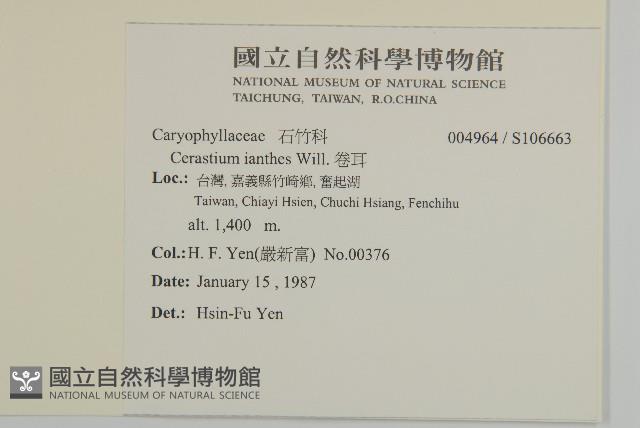 國立自然科學博物館
NATIONAL MUSEUM OF NATURAL SCIENCE
TAICHUNG, TAIWAN, R.O.CHINA
Caryophyllaceae 石竹科 004964 / S106663
Cerastium ianthes Will. 卷耳
Loc.: 台灣, 嘉義縣竹崎鄉, 奮起湖
Taiwan, Chiayi Hsien, Chuchi Hsiang, Fenchihu
alt. 1,400 m.
Col.: H. F. Yen(嚴新富) No.00376
Date: January 15 , 1987
Det.: Hsin-Fu Yen
國立自然科學博物館
NATIONAL MUSEUM OF NATURAL SCIENCE